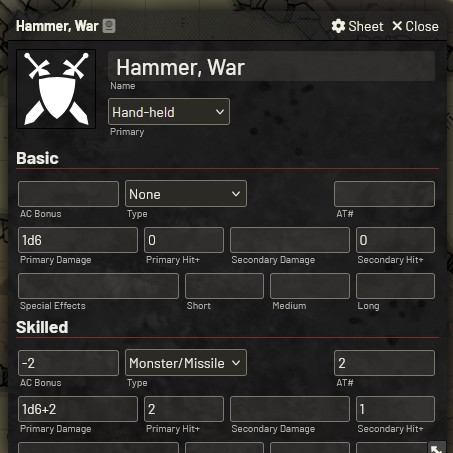 Hammer, War Sheet Close
Hammer, War
Name
Hand-held
Primary
Basic
None
AC Bonus Type AT#
1d6 0 0
Primary Damage Primary Hit+ Secondary Damage Secondary Hit+
Special Effects Short Medium Long
Skilled
-2 Monster/Missile 2
AC Bonus Type AT#
1d6+2 2 1
Primary Damage Primary Hit+ Secondary Damage Secondary Hit+